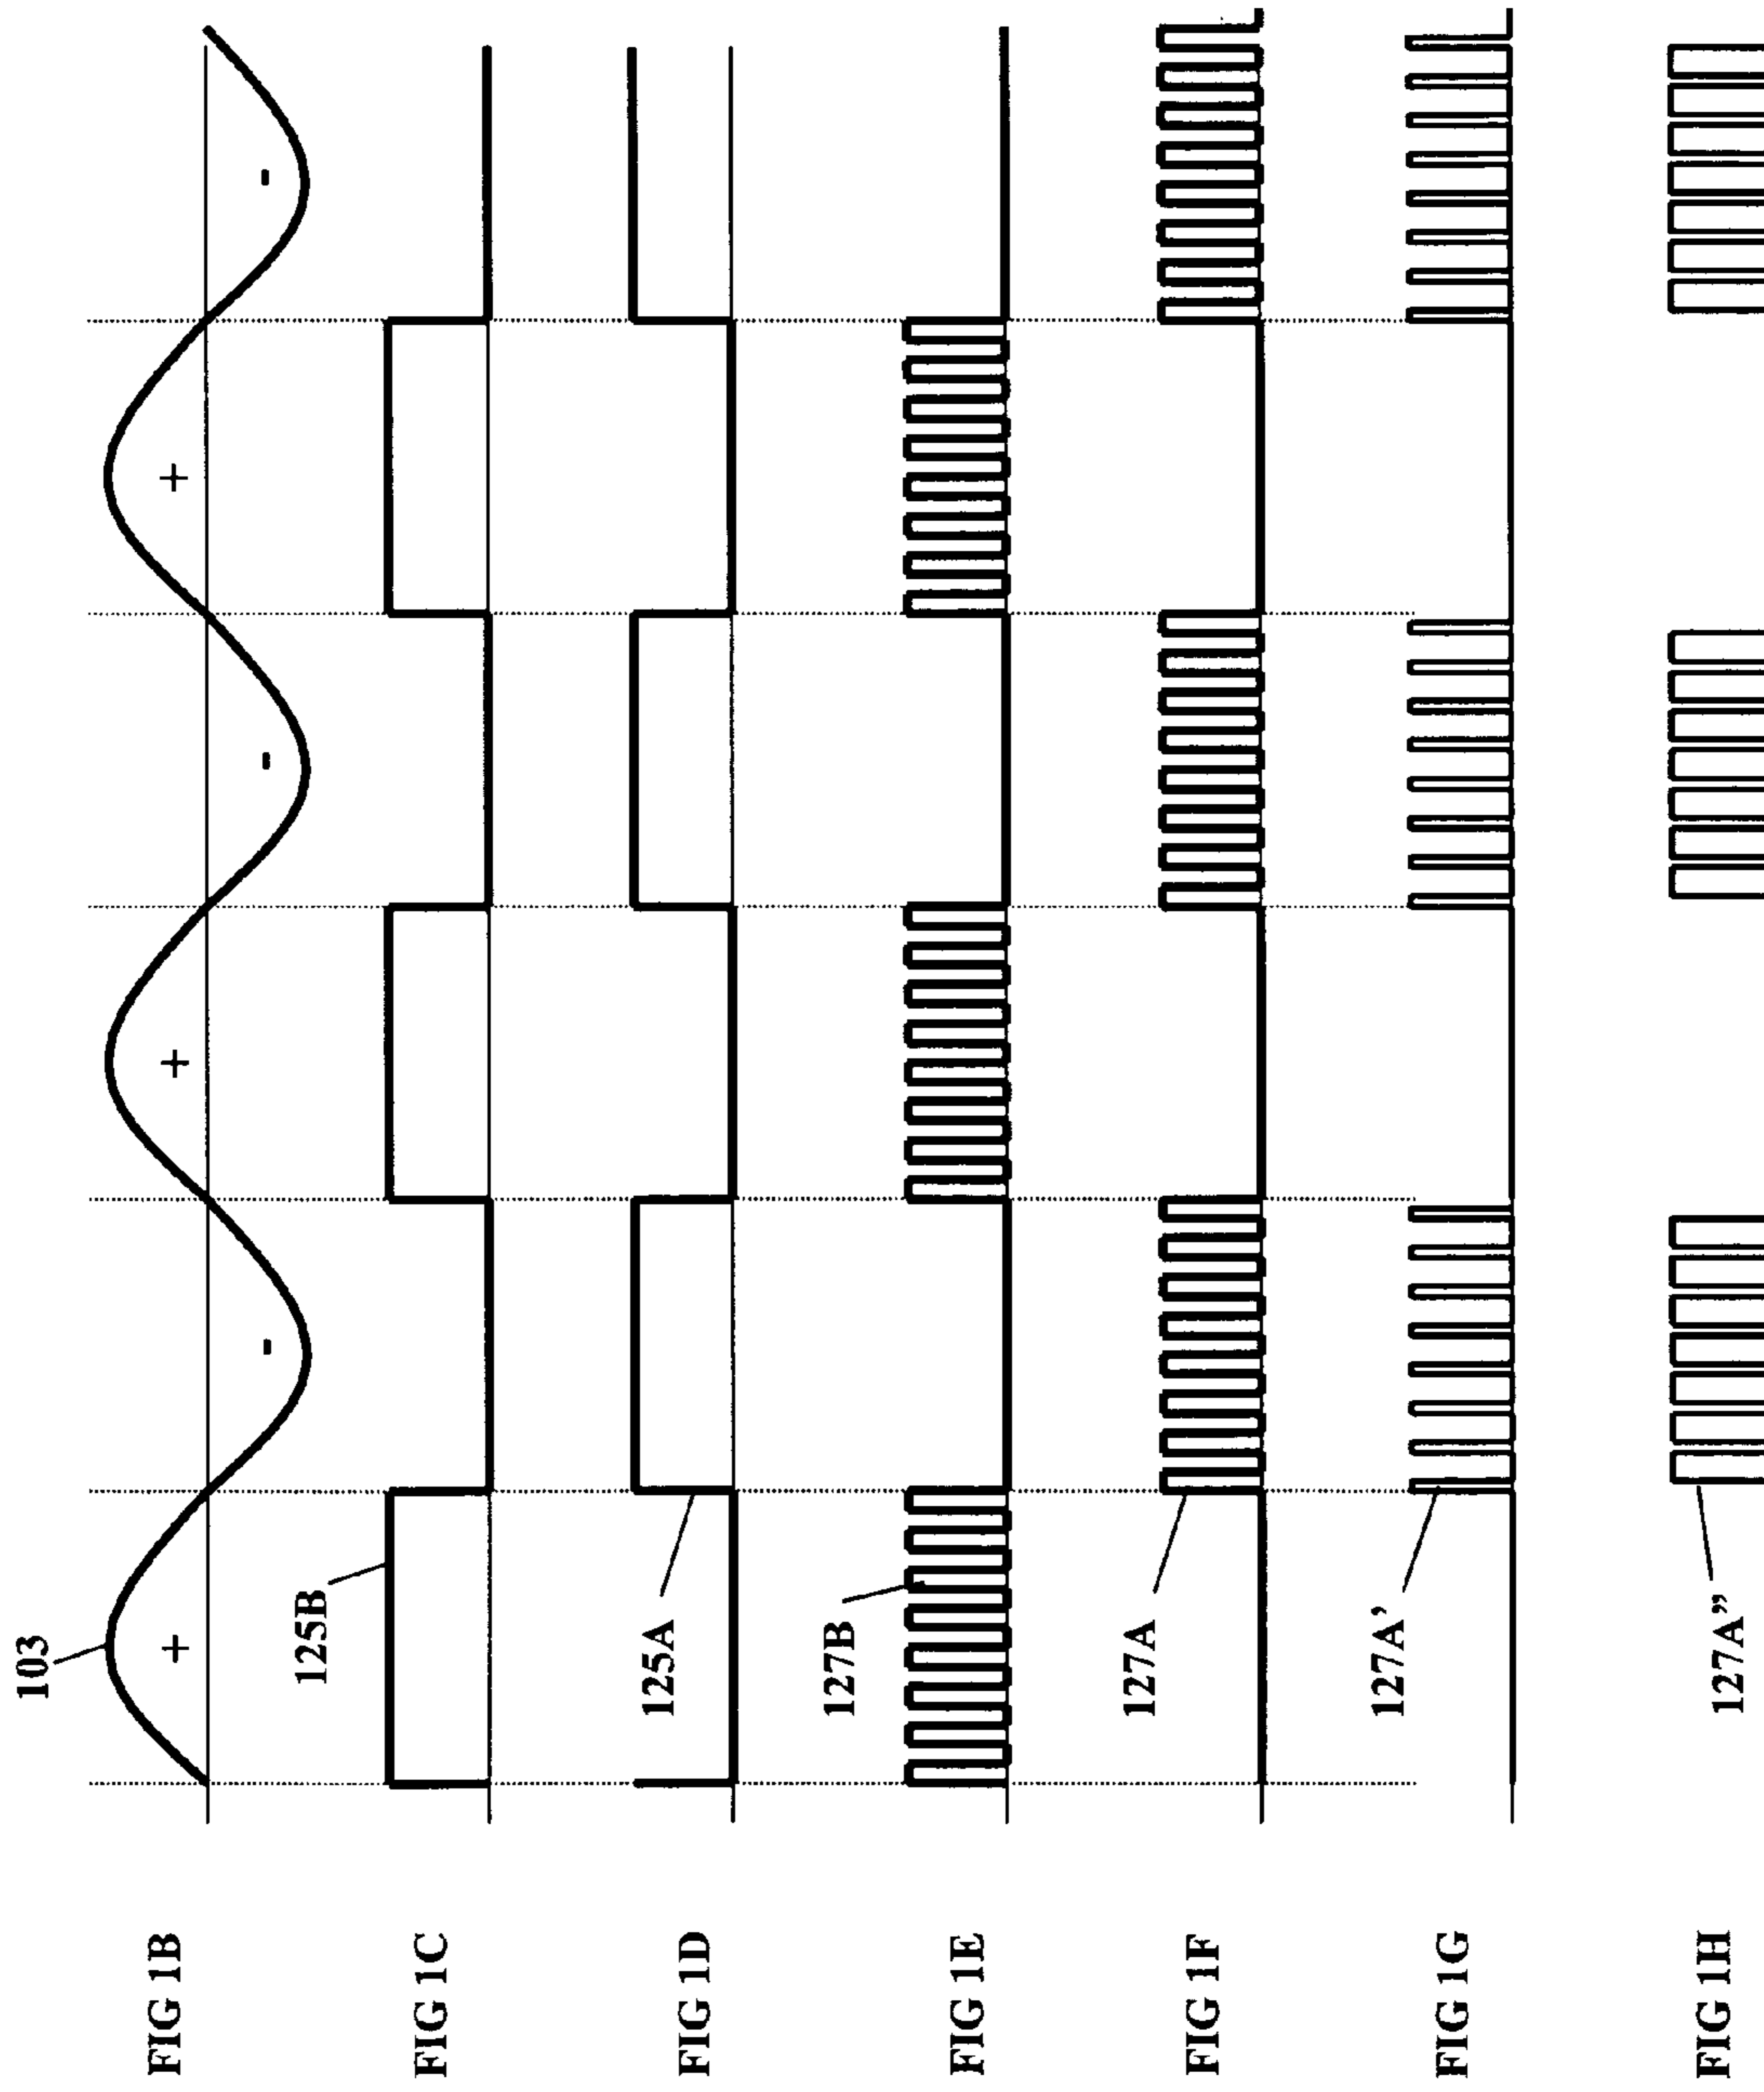 FIG 1B
103
+
-
+
-
+
-
FIG 1C
125B
FIG 1D
125A
FIG 1E
127B
FIG 1F
127A
FIG 1G
127A’
FIG 1H
127A”